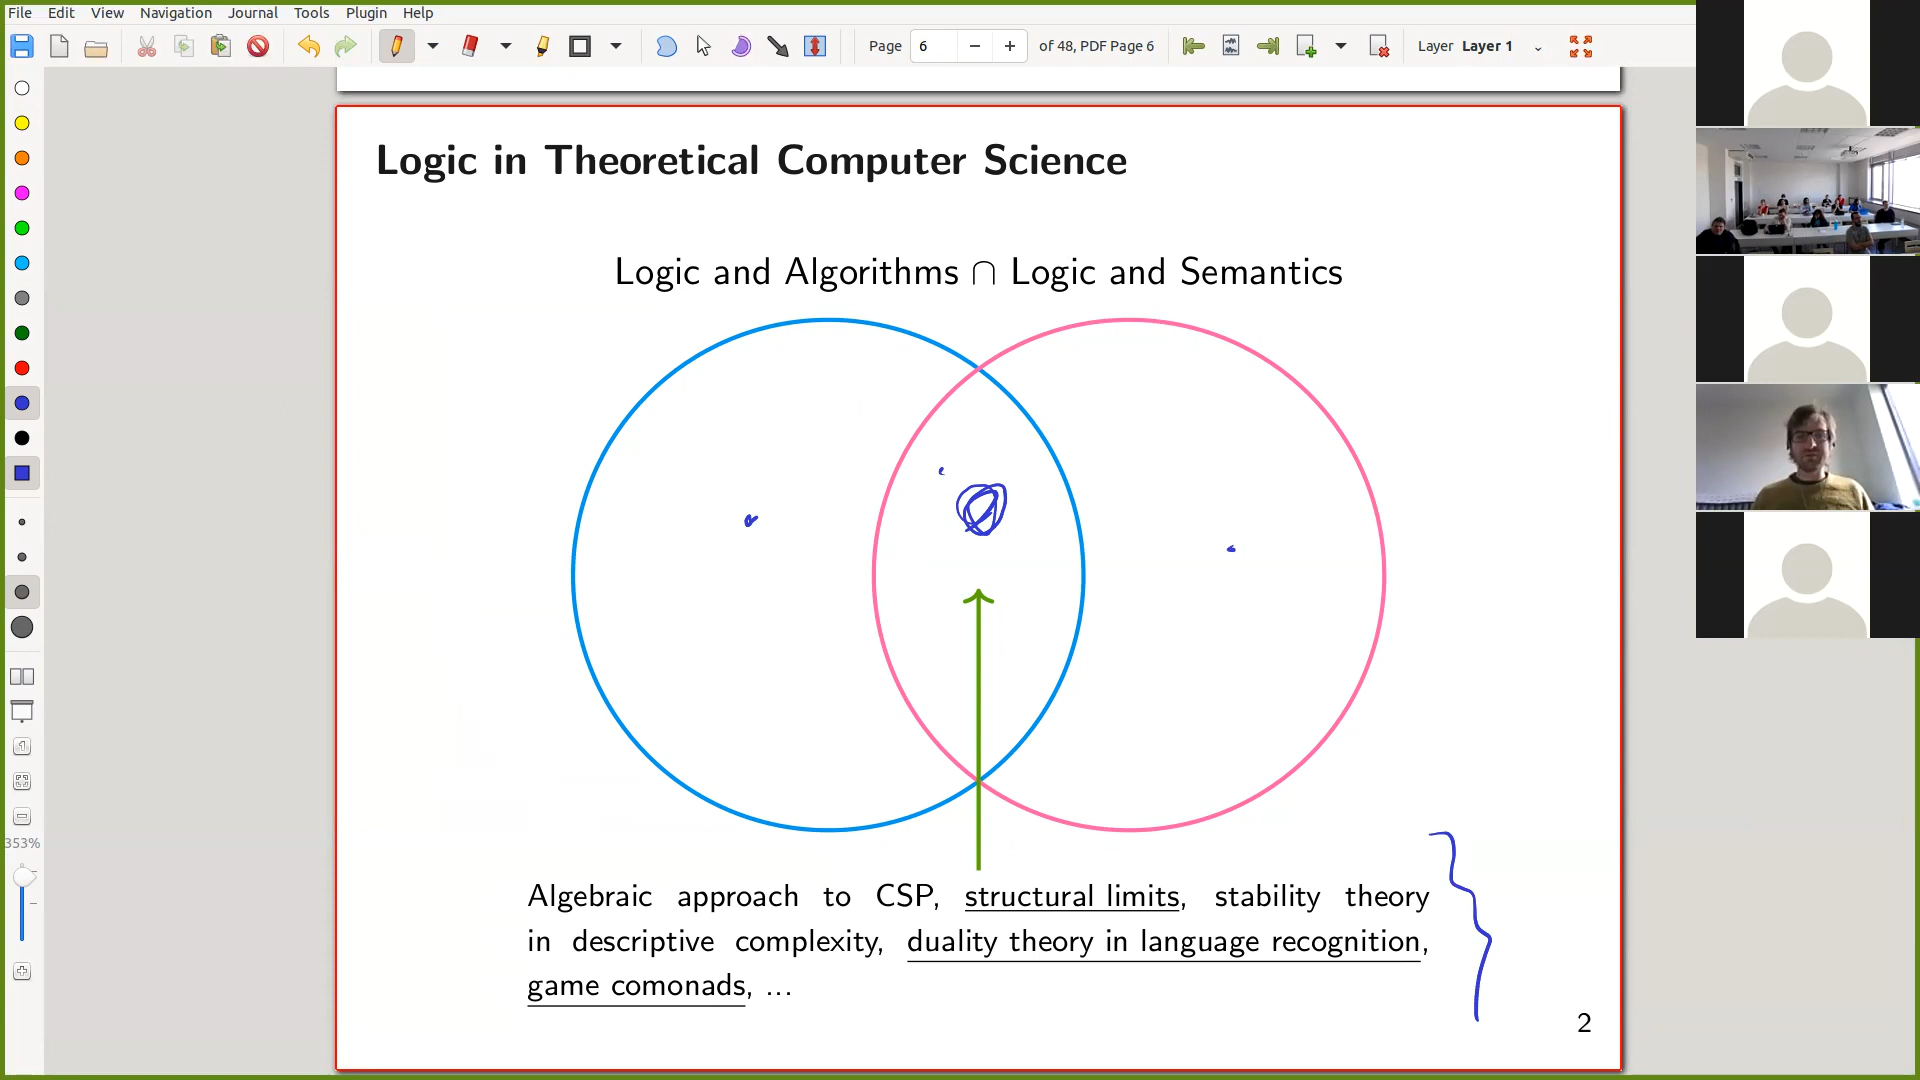 File Edit View Navigation Journal Tools Plugin Help
Page 6 of 48, PDF Page 6 Layer Layer 1
Logic in Theoretical Computer Science
Logic and Algorithms ∩ Logic and Semantics
Algebraic approach to CSP, structural limits, stability theory
in descriptive complexity, duality theory in language recognition,
game comonads, ...
2
353%